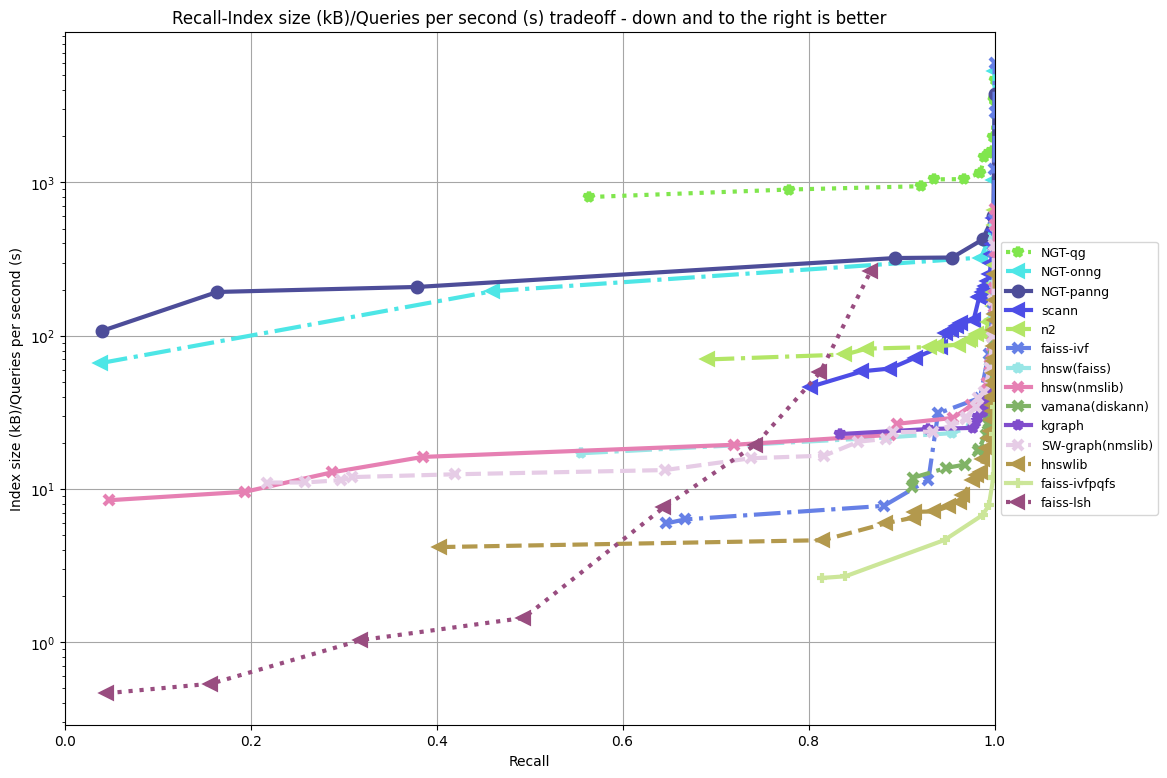 Recall-Index size (kB)/Queries per second (s) tradeoff - down and to the right is better
Index size (kB)/Queries per second (s)
10³
10²
10¹
10⁰
0.0 0.2 0.4 0.6 0.8 1.0
Recall
NGT-qg
NGT-onng
NGT-panng
scann
n2
faiss-ivf
hnsw(faiss)
hnsw(nmslib)
vamana(diskann)
kgraph
SW-graph(nmslib)
hnswlib
faiss-ivfpqfs
faiss-lsh